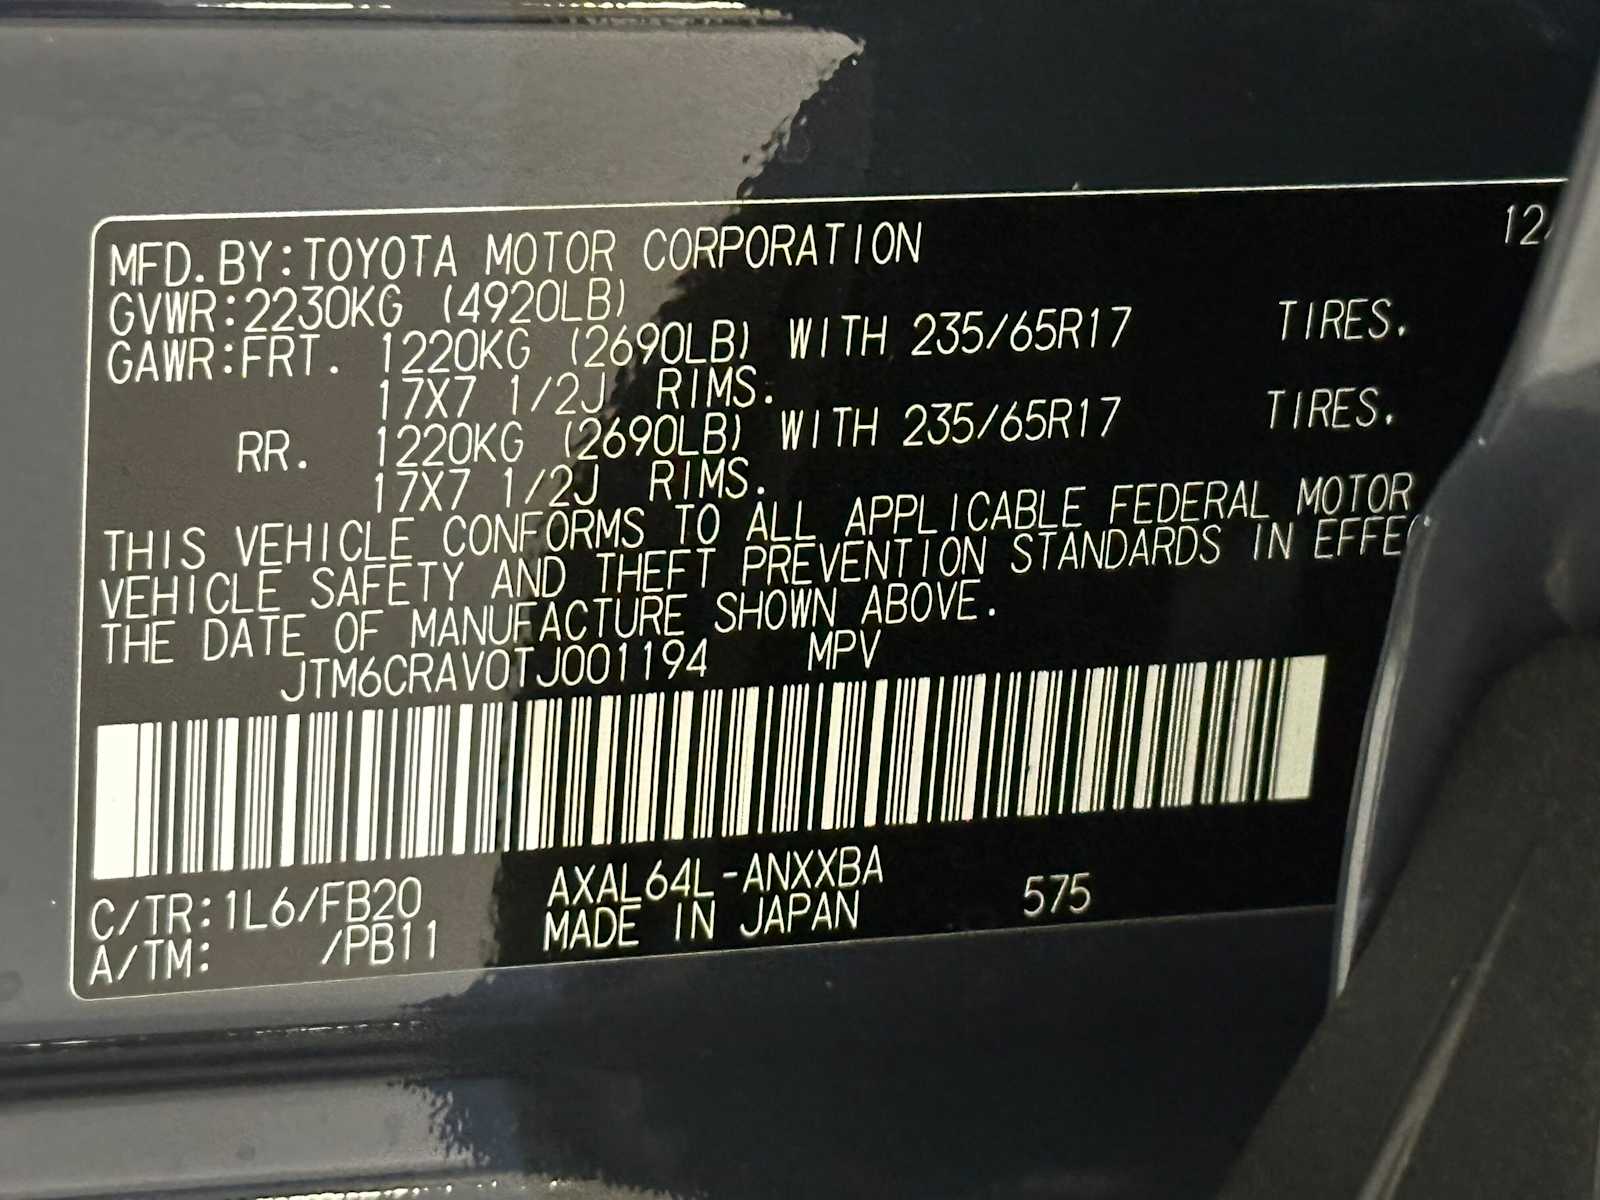 MFD. BY: TOYOTA MOTOR CORPORATION 12/
GVWR: 2230KG (4920LB)
GAWR: FRT. 1220KG (2690LB) WITH 235/65R17 TIRES.
17X7 1/2J RIMS.
RR. 1220KG (2690LB) WITH 235/65R17 TIRES.
17X7 1/2J RIMS.
THIS VEHICLE CONFORMS TO ALL APPLICABLE FEDERAL MOTOR
VEHICLE SAFETY AND THEFT PREVENTION STANDARDS IN EFFEC
THE DATE OF MANUFACTURE SHOWN ABOVE.
JTM6CRAV0TJ001194 MPV
C/TR: 1L6/FB20 AXAL64L-ANXXBA 575
A/TM: /PB11 MADE IN JAPAN